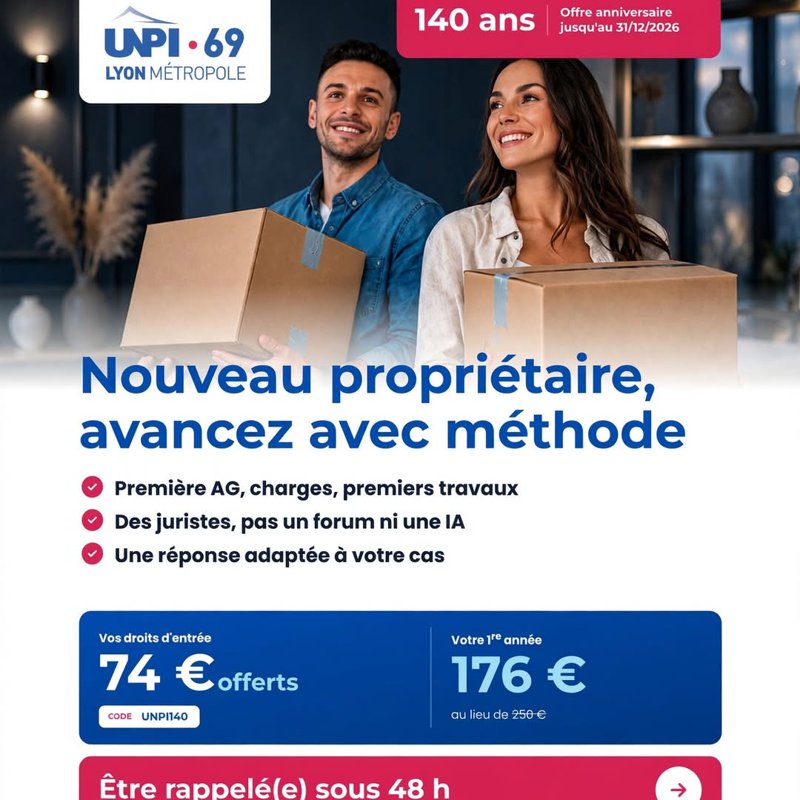 UNPI • 69
LYON MÉTROPOLE
140 ans
Offre anniversaire
jusqu'au 31/12/2026
Nouveau propriétaire,
avancez avec méthode
Première AG, charges, premiers travaux
Des juristes, pas un forum ni une IA
Une réponse adaptée à votre cas
Vos droits d'entrée
74 € offerts
CODE UNPI140
Votre 1re année
176 €
au lieu de 250 €
Être rappelé(e) sous 48 h